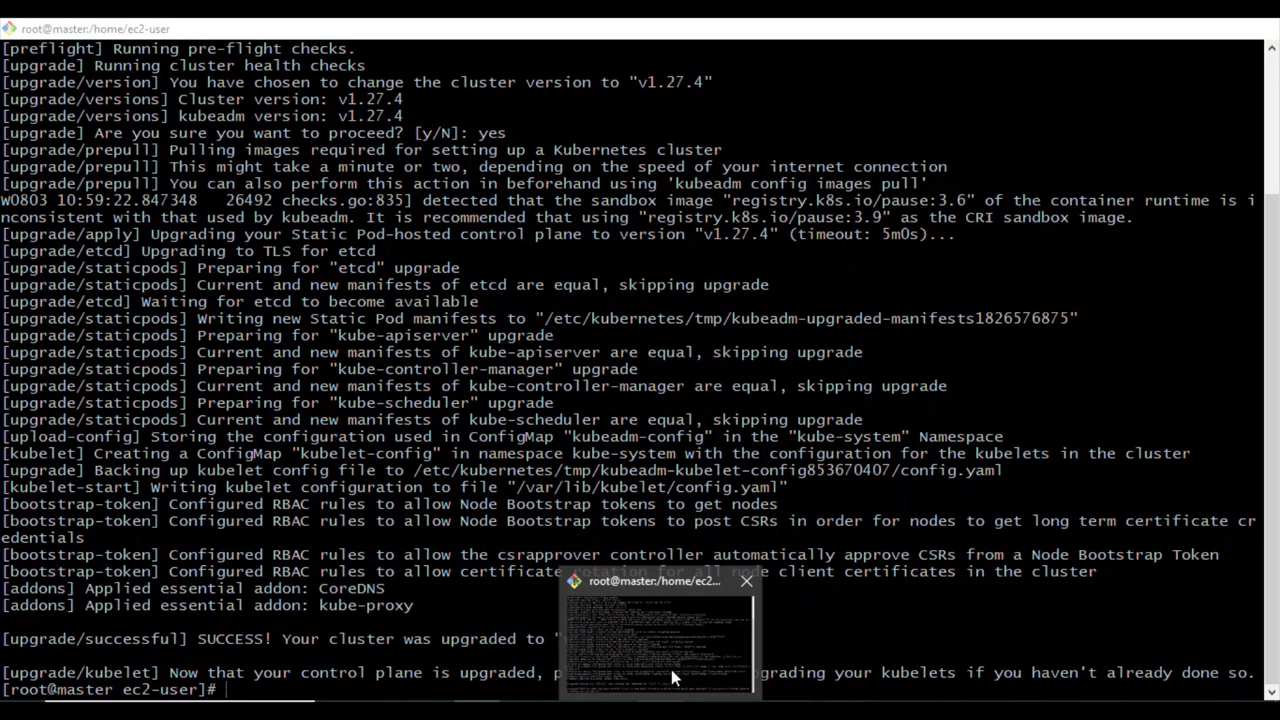 root@master:/home/ec2-user
[preflight] Running pre-flight checks.
[upgrade] Running cluster health checks
[upgrade/version] You have chosen to change the cluster version to "v1.27.4"
[upgrade/versions] Cluster version: v1.27.4
[upgrade/versions] kubeadm version: v1.27.4
[upgrade] Are you sure you want to proceed? [y/N]: yes
[upgrade/prepull] Pulling images required for setting up a Kubernetes cluster
[upgrade/prepull] This might take a minute or two, depending on the speed of your internet connection
[upgrade/prepull] You can also perform this action in beforehand using 'kubeadm config images pull'
W0803 10:59:22.847348   26492 checks.go:835] detected that the sandbox image "registry.k8s.io/pause:3.6" of the container runtime is i
nconsistent with that used by kubeadm. It is recommended that using "registry.k8s.io/pause:3.9" as the CRI sandbox image.
[upgrade/apply] Upgrading your Static Pod-hosted control plane to version "v1.27.4" (timeout: 5m0s)...
[upgrade/etcd] Upgrading to TLS for etcd
[upgrade/staticpods] Preparing for "etcd" upgrade
[upgrade/staticpods] Current and new manifests of etcd are equal, skipping upgrade
[upgrade/etcd] Waiting for etcd to become available
[upgrade/staticpods] Writing new Static Pod manifests to "/etc/kubernetes/tmp/kubeadm-upgraded-manifests1826576875"
[upgrade/staticpods] Preparing for "kube-apiserver" upgrade
[upgrade/staticpods] Current and new manifests of kube-apiserver are equal, skipping upgrade
[upgrade/staticpods] Preparing for "kube-controller-manager" upgrade
[upgrade/staticpods] Current and new manifests of kube-controller-manager are equal, skipping upgrade
[upgrade/staticpods] Preparing for "kube-scheduler" upgrade
[upgrade/staticpods] Current and new manifests of kube-scheduler are equal, skipping upgrade
[upload-config] Storing the configuration used in ConfigMap "kubeadm-config" in the "kube-system" Namespace
[kubelet] Creating a ConfigMap "kubelet-config" in namespace kube-system with the configuration for the kubelets in the cluster
[upgrade] Backing up kubelet config file to /etc/kubernetes/tmp/kubeadm-kubelet-config853670407/config.yaml
[kubelet-start] Writing kubelet configuration to file "/var/lib/kubelet/config.yaml"
[bootstrap-token] Configured RBAC rules to allow Node Bootstrap tokens to get nodes
[bootstrap-token] Configured RBAC rules to allow Node Bootstrap tokens to post CSRs in order for nodes to get long term certificate cr
edentials
[bootstrap-token] Configured RBAC rules to allow the csrapprover controller automatically approve CSRs from a Node Bootstrap Token
[bootstrap-token] Configured RBAC rules to allow certificate rotation for all node client certificates in the cluster
[addons] Applied essential addon: CoreDNS
[addons] Applied essential addon: kube-proxy
root@master:/home/ec2...
[upgrade/successful] SUCCESS! Your cluster was upgraded to "
[upgrade/kubelet] Now that your control plane is upgraded, grading your kubelets if you haven't already done so.
[root@master ec2-user]#